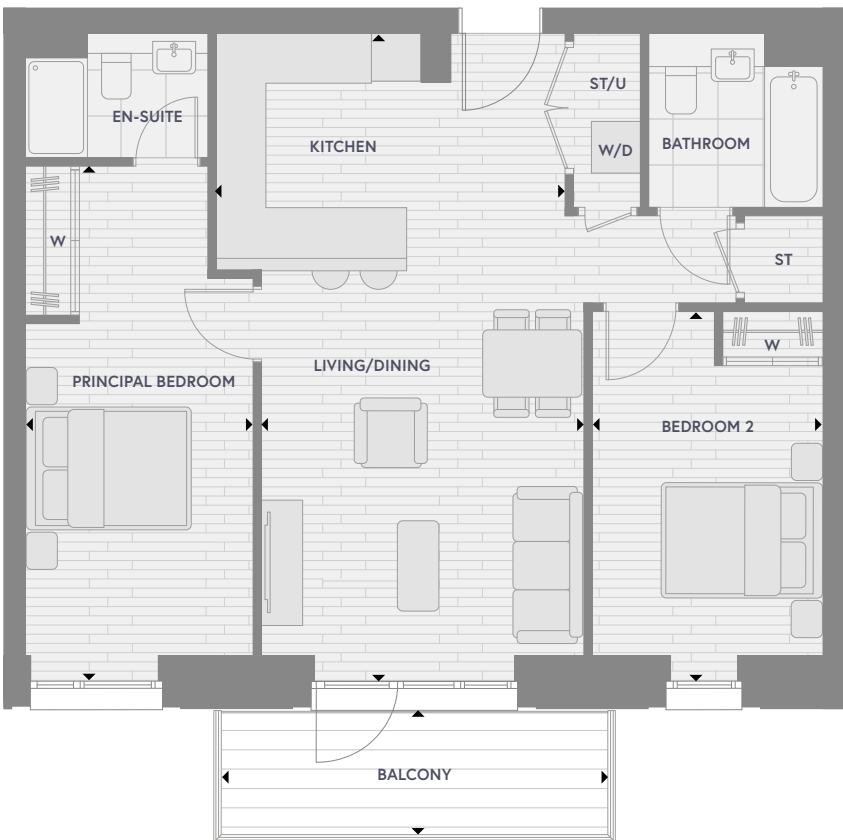 ST/U
EN-SUITE
KITCHEN
W/D
BATHROOM
W
ST
W
LIVING/DINING
PRINCIPAL BEDROOM
BEDROOM 2
BALCONY